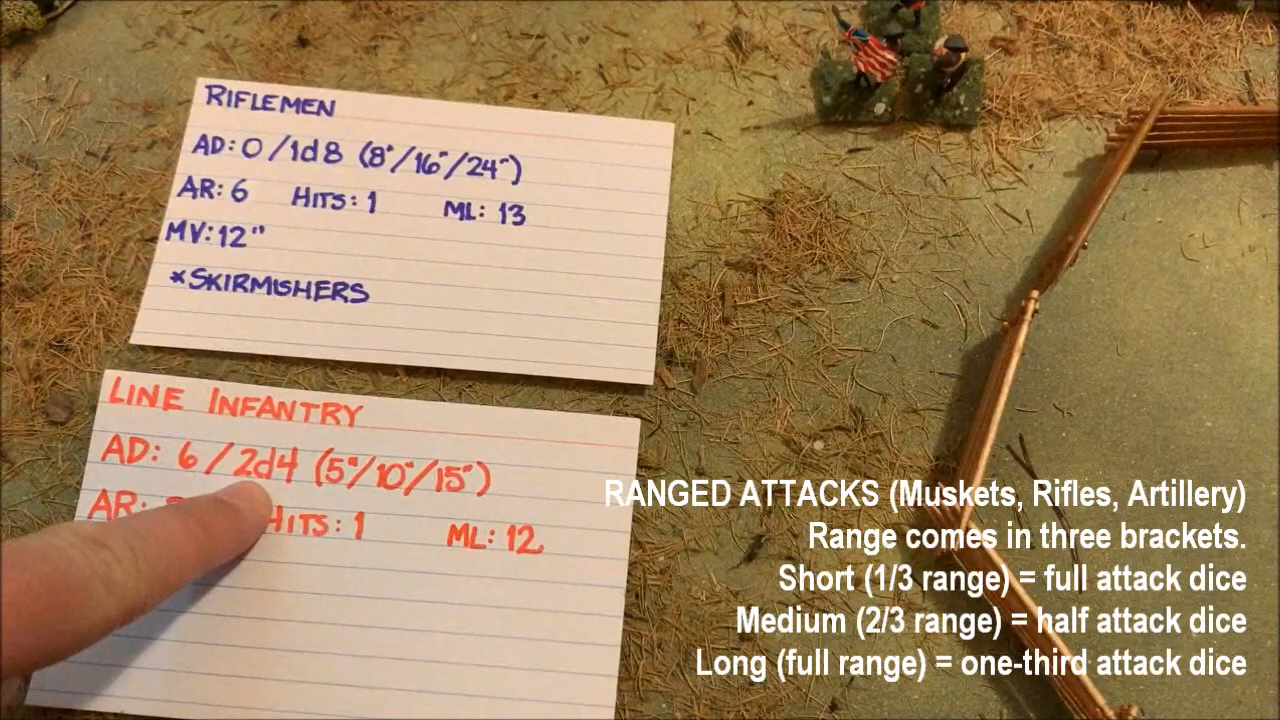 RIFLEMEN
AD: 0 / 1d8 (8"/16"/24")
AR: 6 HITS: 1 ML: 13
MV: 12"
*SKIRMISHERS
LINE INFANTRY
AD: 6 / 2d4 (5"/10"/15")
AR: HITS: 1 ML: 12
RANGED ATTACKS (Muskets, Rifles, Artillery)
Range comes in three brackets.
Short (1/3 range) = full attack dice
Medium (2/3 range) = half attack dice
Long (full range) = one-third attack dice